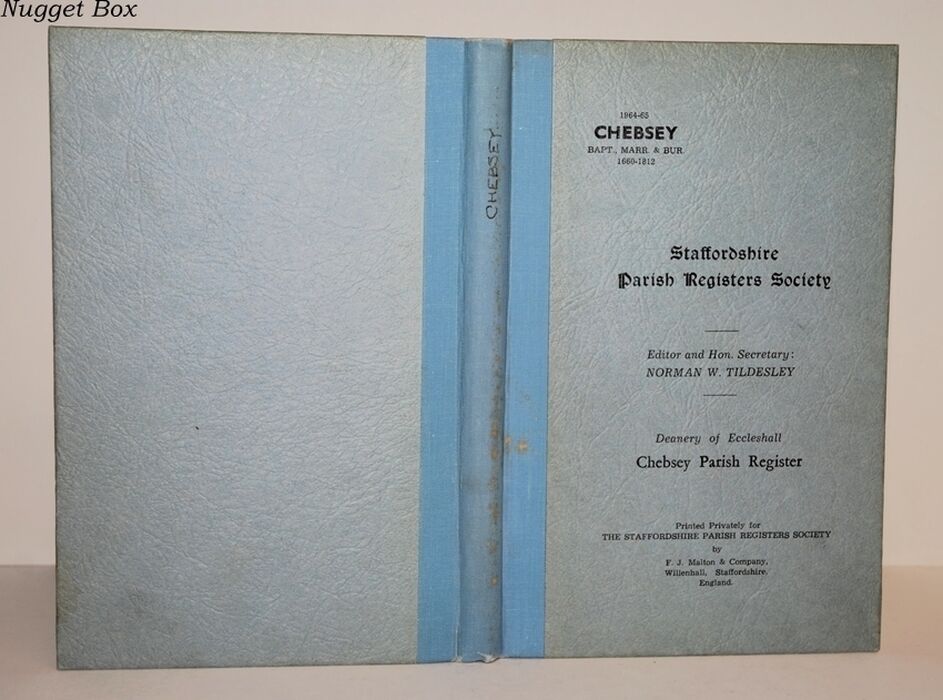 Nugget Box
CHEBSEY
1964-65
CHEBSEY
BAPT., MARR. & BUR.
1660-1812
Staffordshire
Parish Registers Society
Editor and Hon. Secretary:
NORMAN W. TILDESLEY
Deanery of Eccleshall
Chebsey Parish Register
Printed Privately for
THE STAFFORDSHIRE PARISH REGISTERS SOCIETY
by
F. J. Malton & Company,
Willenhall, Staffordshire.
England.